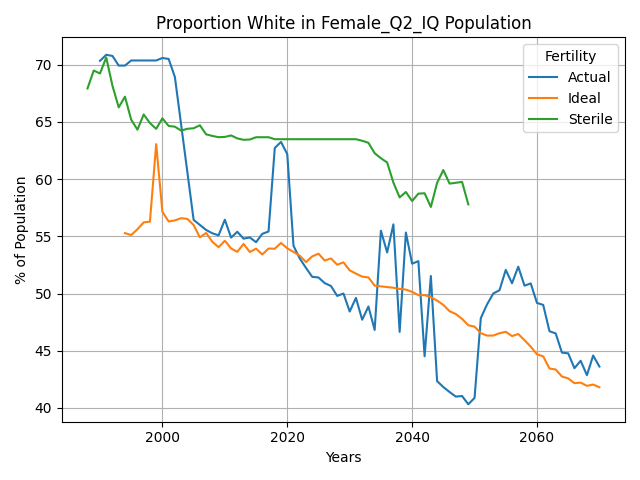 Proportion White in Female_Q2_IQ Population
Fertility
Actual
Ideal
Sterile
% of Population
70
65
60
55
50
45
40
2000
2020
2040
2060
Years